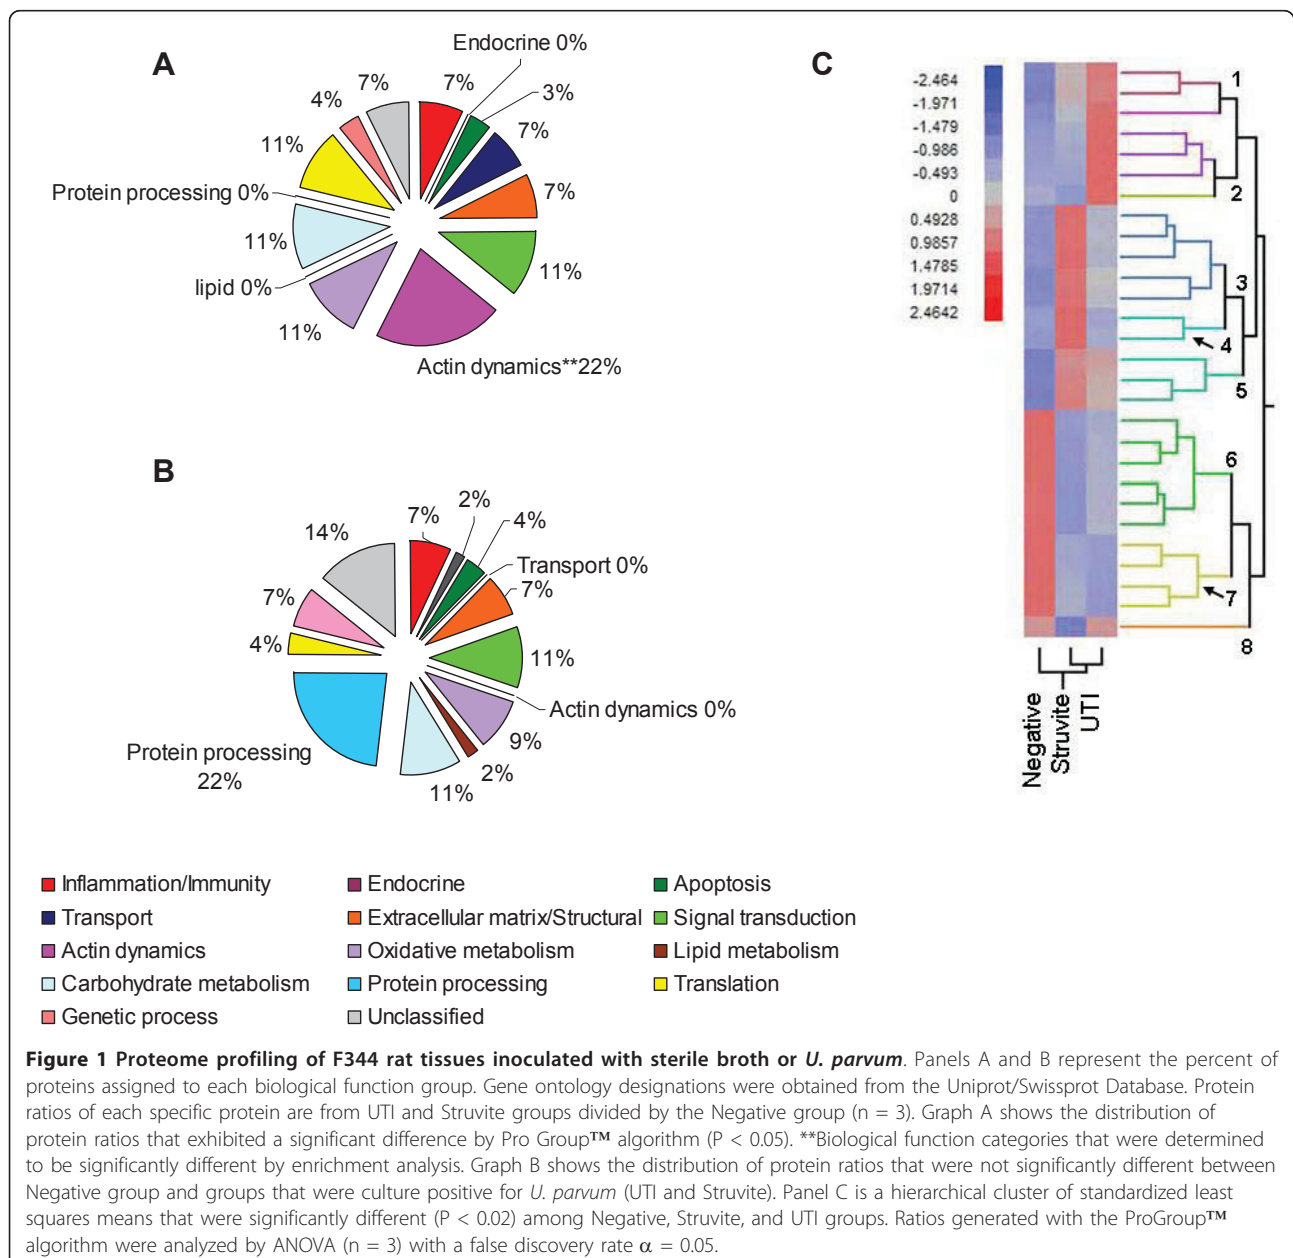 A
Endocrine 0%
7%
7%
3%
4%
7%
11%
7%
Protein processing 0%
11%
11%
lipid 0%
11%
Actin dynamics**22%
B
14%
7%
2%
4%
Transport 0%
7%
7%
4%
11%
Actin dynamics 0%
9%
2%
11%
Protein processing
22%
C
-2.464
-1.971
-1.479
-0.986
-0.493
0
0.4928
0.9857
1.4785
1.9714
2.4642
1
2
3
4
5
6
7
8
Negative
Struvite
UTI
Inflammation/Immunity Endocrine Apoptosis
Transport Extracellular matrix/Structural Signal transduction
Actin dynamics Oxidative metabolism Lipid metabolism
Carbohydrate metabolism Protein processing Translation
Genetic process Unclassified
Figure 1 Proteome profiling of F344 rat tissues inoculated with sterile broth or U. parvum. Panels A and B represent the percent of
proteins assigned to each biological function group. Gene ontology designations were obtained from the Uniprot/Swissprot Database. Protein
ratios of each specific protein are from UTI and Struvite groups divided by the Negative group (n = 3). Graph A shows the distribution of
protein ratios that exhibited a significant difference by Pro Group™ algorithm (P < 0.05). **Biological function categories that were determined
to be significantly different by enrichment analysis. Graph B shows the distribution of protein ratios that were not significantly different between
Negative group and groups that were culture positive for U. parvum (UTI and Struvite). Panel C is a hierarchical cluster of standardized least
squares means that were significantly different (P < 0.02) among Negative, Struvite, and UTI groups. Ratios generated with the ProGroup™
algorithm were analyzed by ANOVA (n = 3) with a false discovery rate α = 0.05.